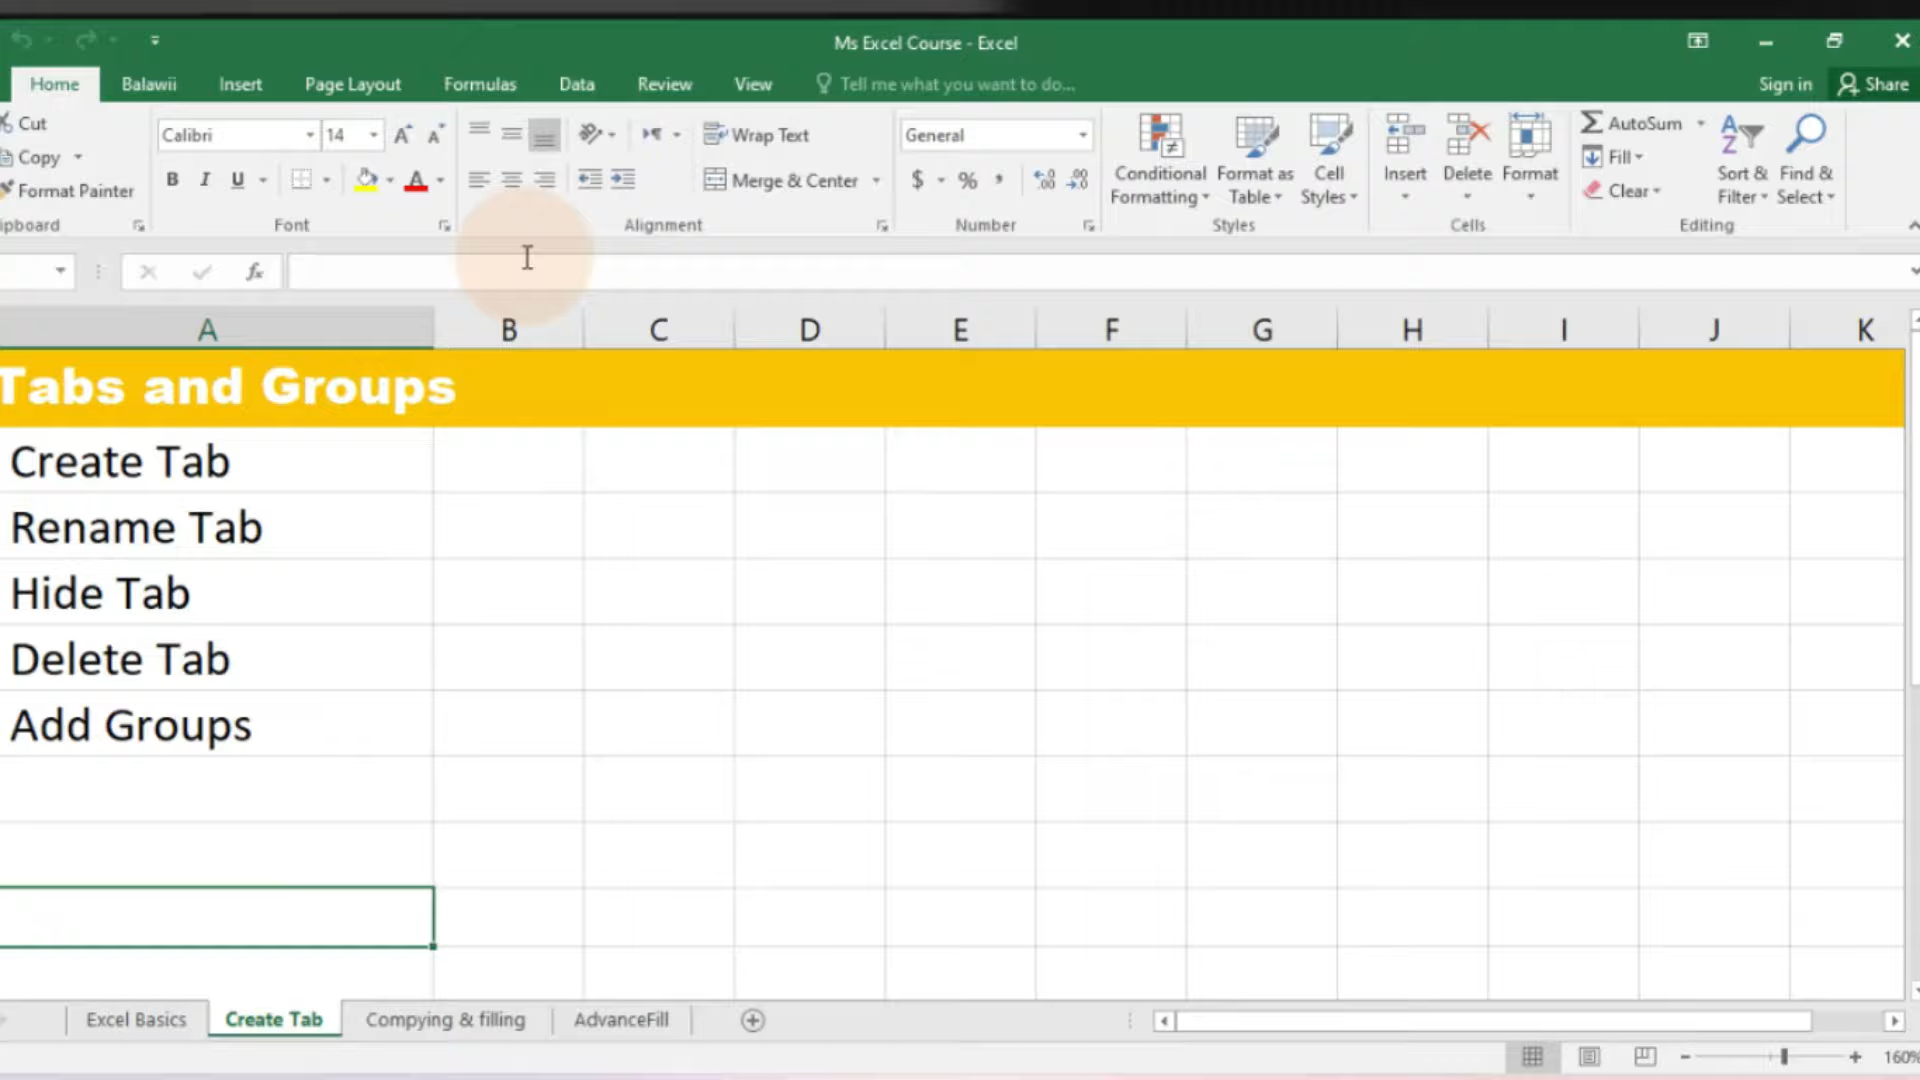 Ms Excel Course - Excel
Home Balawii Insert Page Layout Formulas Data Review View Tell me what you want to do... Sign in Share
Cut
Copy
Format Painter
ipboard
Calibri 14
B I U
Font
Wrap Text
Merge & Center
Alignment
General
$ % ,
Number
Conditional Formatting
Format as Table
Cell Styles
Styles
Insert Delete Format
Cells
AutoSum
Fill
Clear
Sort & Filter
Find & Select
Editing
fx
A B C D E F G H I J K
Tabs and Groups
Create Tab
Rename Tab
Hide Tab
Delete Tab
Add Groups
Excel Basics Create Tab Compying & filling AdvanceFill
160%